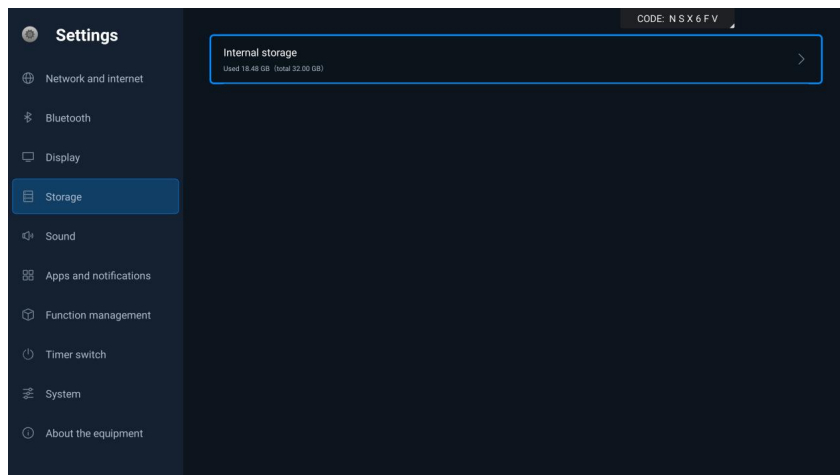 CODE: N S X 6 F V
Settings
Network and internet
Bluetooth
Display
Storage
Sound
Apps and notifications
Function management
Timer switch
System
About the equipment
Internal storage
Used 18.48 GB (total 32.00 GB)